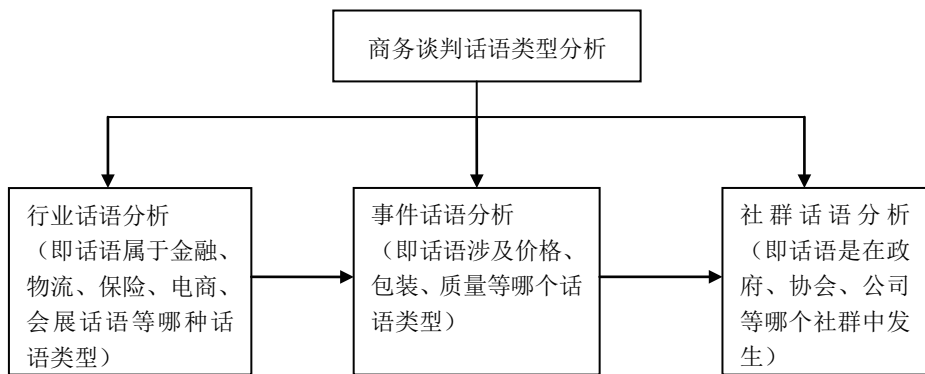 商务谈判话语类型分析
行业话语分析
（即话语属于金融、
物流、保险、电商、
会展话语等哪种话
语类型）
事件话语分析
（即话语涉及价格、
包装、质量等哪个话
语类型）
社群话语分析
（即话语是在政
府、协会、公司
等哪个社群中发
生）